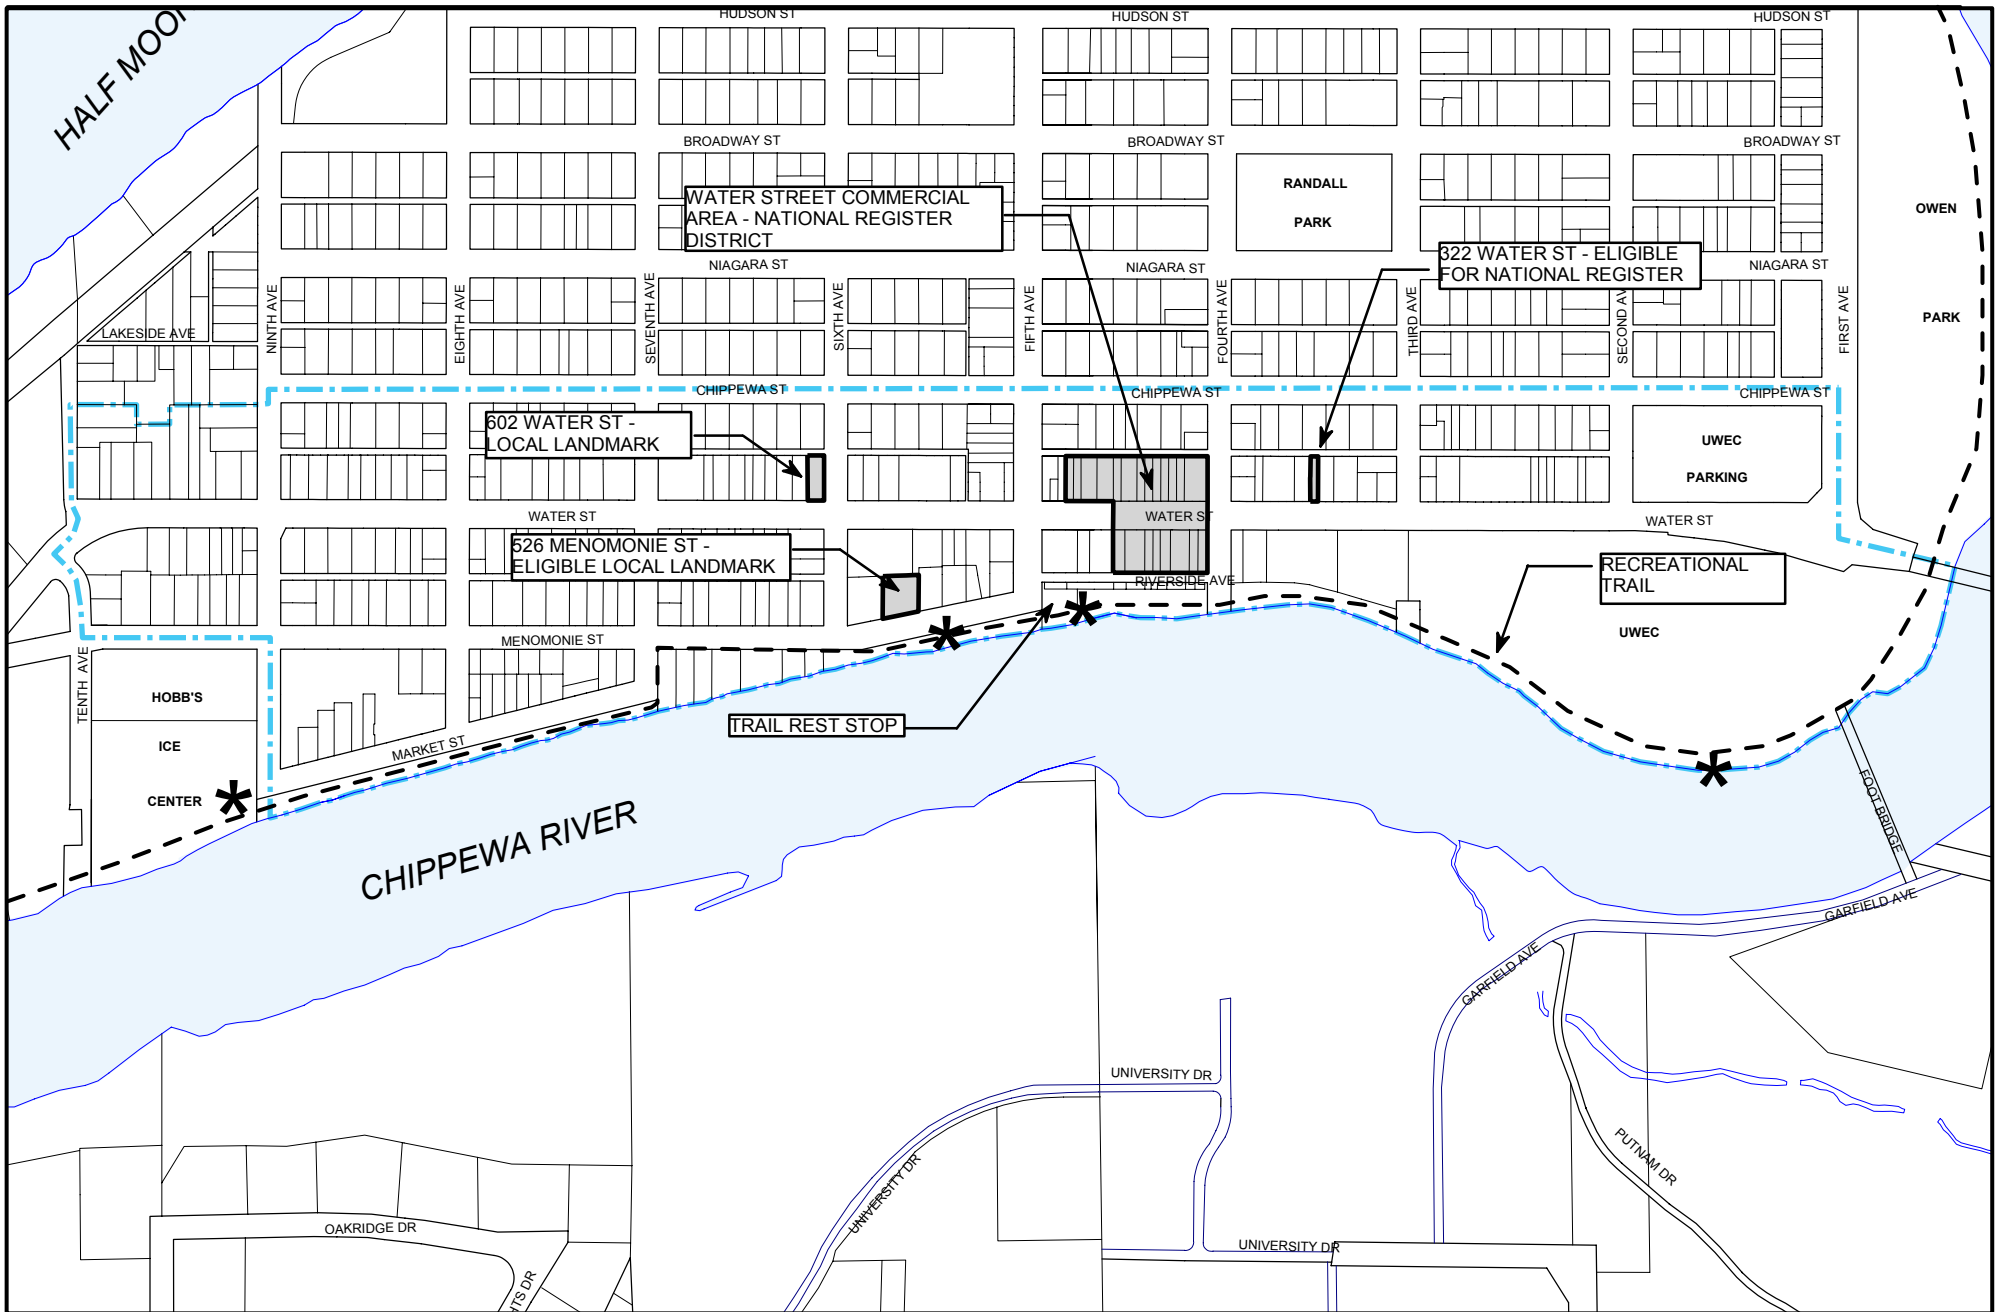 HUDSON ST
HUDSON ST
HUDSON ST
HALF MOON
BROADWAY ST
BROADWAY ST
BROADWAY ST
RANDALL
PARK
OWEN
PARK
WATER STREET COMMERCIAL
AREA - NATIONAL REGISTER
DISTRICT
322 WATER ST - ELIGIBLE
FOR NATIONAL REGISTER
NIAGARA ST
NIAGARA ST
NIAGARA ST
NINTH AVE
EIGHTH AVE
SEVENTH AVE
SIXTH AVE
FIFTH AVE
FOURTH AVE
THIRD AVE
SECOND AV
FIRST AVE
LAKESIDE AVE
CHIPPEWA ST
CHIPPEWA ST
CHIPPEWA ST
602 WATER ST -
LOCAL LANDMARK
UWEC
PARKING
WATER ST
WATER ST
WATER ST
526 MENOMONIE ST -
ELIGIBLE LOCAL LANDMARK
RIVERSIDE AVE
RECREATIONAL
TRAIL
UWEC
MENOMONIE ST
TENTH AVE
HOBB'S
ICE
CENTER
TRAIL REST STOP
MARKET ST
CHIPPEWA RIVER
FOOT BRIDGE
GARFIELD AVE
GARFIELD AVE
UNIVERSITY DR
UNIVERSITY DR
UNIVERSITY DR
PUTNAM DR
OAKRIDGE DR
HTS DR